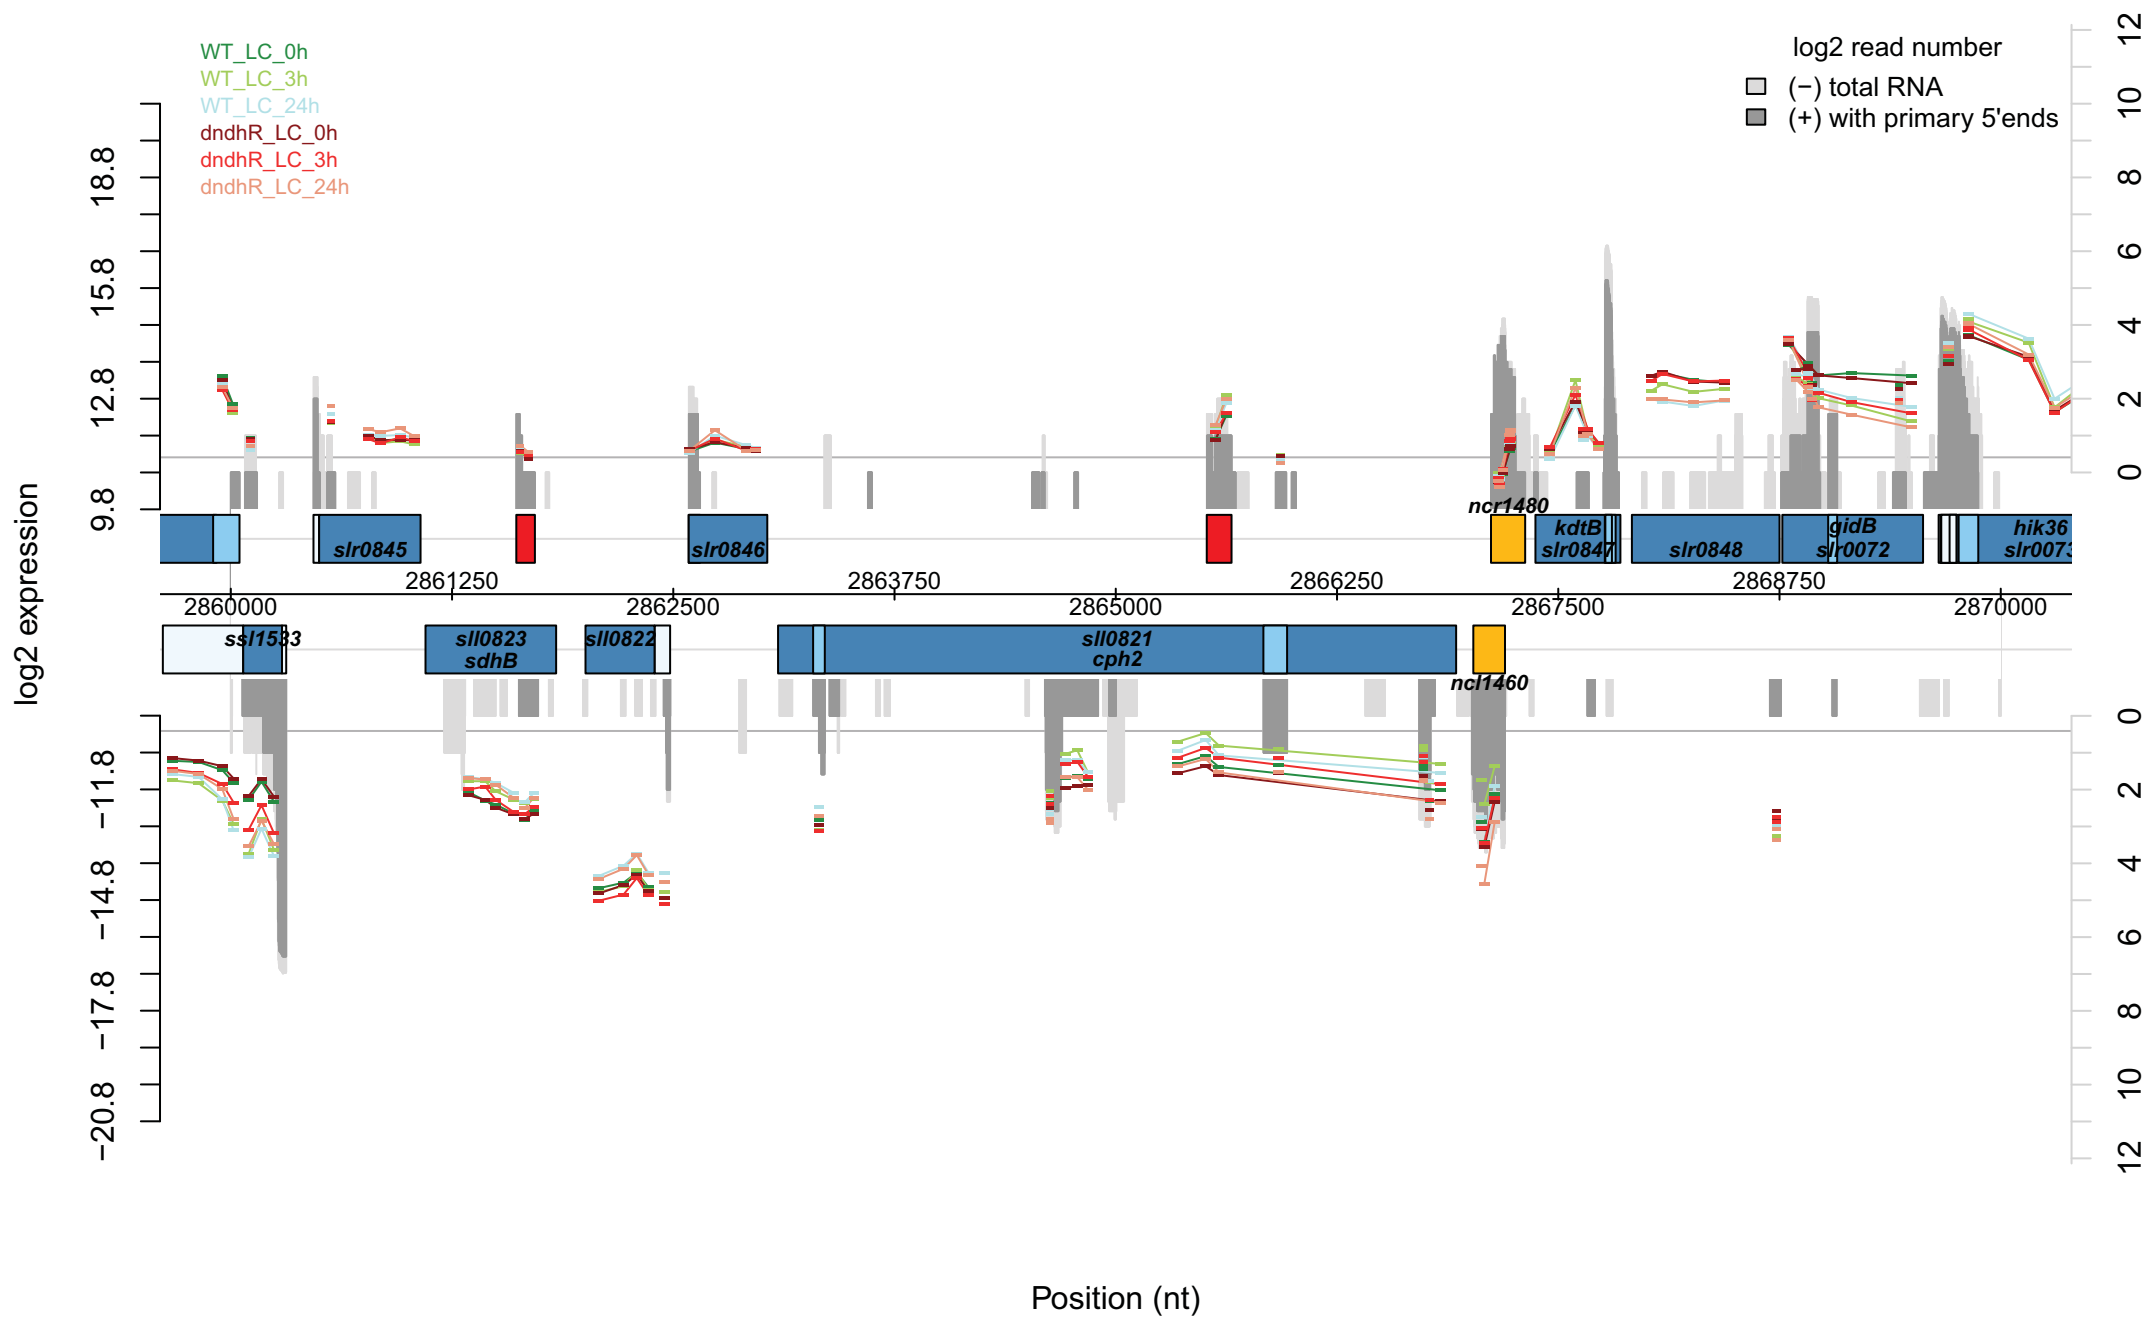 WT_LC_0h
WT_LC_3h
WT_LC_24h
dndhR_LC_0h
dndhR_LC_3h
dndhR_LC_24h
log2 read number
(−) total RNA
(+) with primary 5'ends
log2 expression
18.8
15.8
12.8
9.8
12
10
8
6
4
2
0
ncr1480
kdtB
gidB
hik36
slr0845
slr0846
slr0847
slr0848
slr0072
slr0073
2861250
2863750
2866250
2868750
2860000
2862500
2865000
2867500
2870000
ssl1533
sll0823
sdhB
sll0822
sll0821
cph2
ncl1460
−11.8
−14.8
−17.8
−20.8
0
2
4
6
8
10
12
Position (nt)